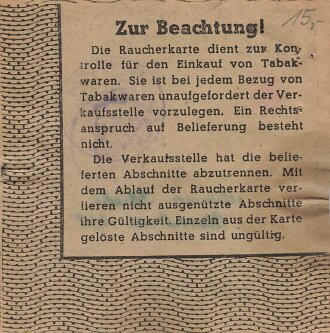 15,-
Zur Beachtung!
Die Raucherkarte dient zur Kon-
trolle für den Einkauf von Tabak-
waren. Sie ist bei jedem Bezug von
Tabakwaren unaufgefordert der Ver-
kaufsstelle vorzulegen. Ein Rechts-
anspruch auf Belieferung besteht
nicht.
Die Verkaufsstelle hat die belie-
ferten Abschnitte abzutrennen. Mit
dem Ablauf der Raucherkarte ver-
lieren nicht ausgenützte Abschnitte
ihre Gültigkeit. Einzeln aus der Karte
gelöste Abschnitte sind ungültig.